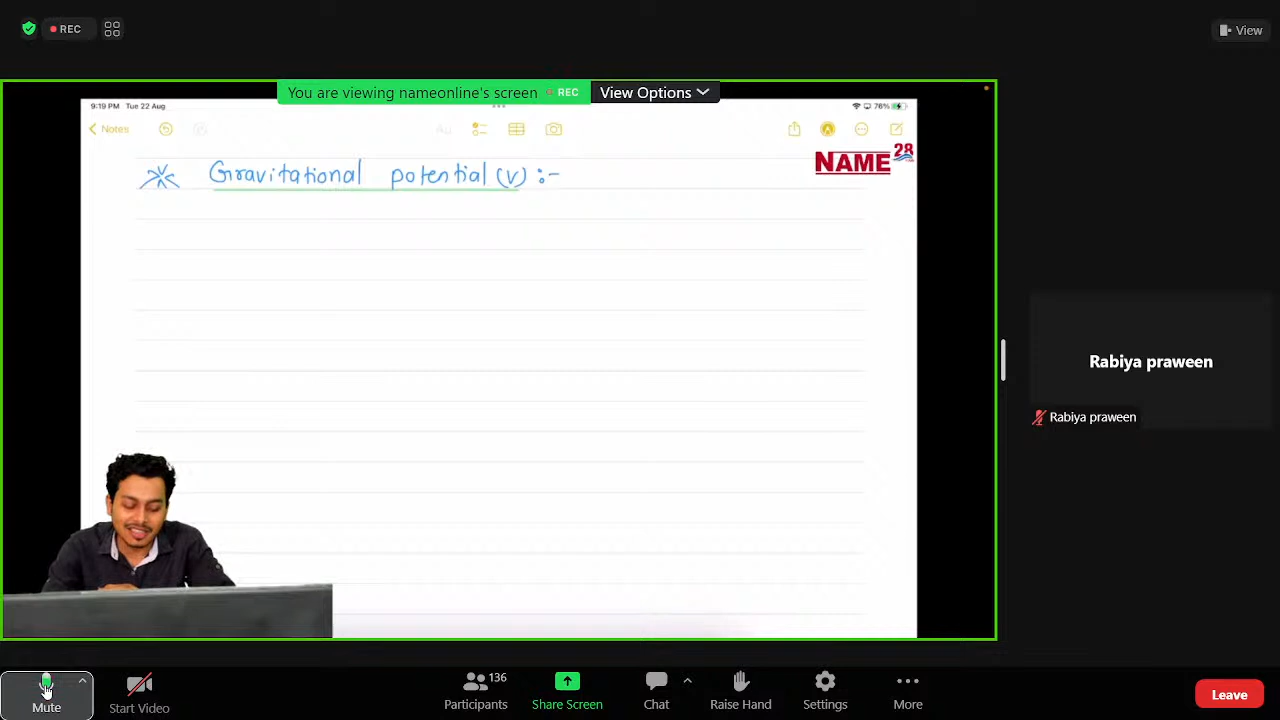 REC
View
You are viewing nameonline's screen REC View Options
9:19 PM Tue 22 Aug
76%
Notes
Aa
NAME 28
Gravitational potential (v) :-
Rabiya praween
Rabiya praween
136
Mute
Start Video
Participants
Share Screen
Chat
Raise Hand
Settings
More
Leave